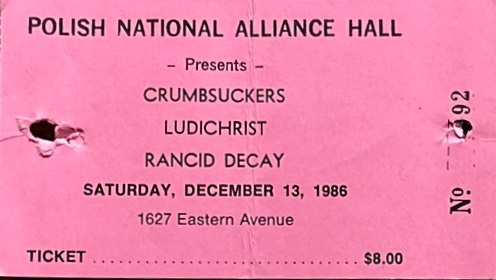 POLISH NATIONAL ALLIANCE HALL
– Presents –
CRUMBSUCKERS
LUDICHRIST
RANCID DECAY
SATURDAY, DECEMBER 13, 1986
1627 Eastern Avenue
TICKET ................................ $8.00
No. 92